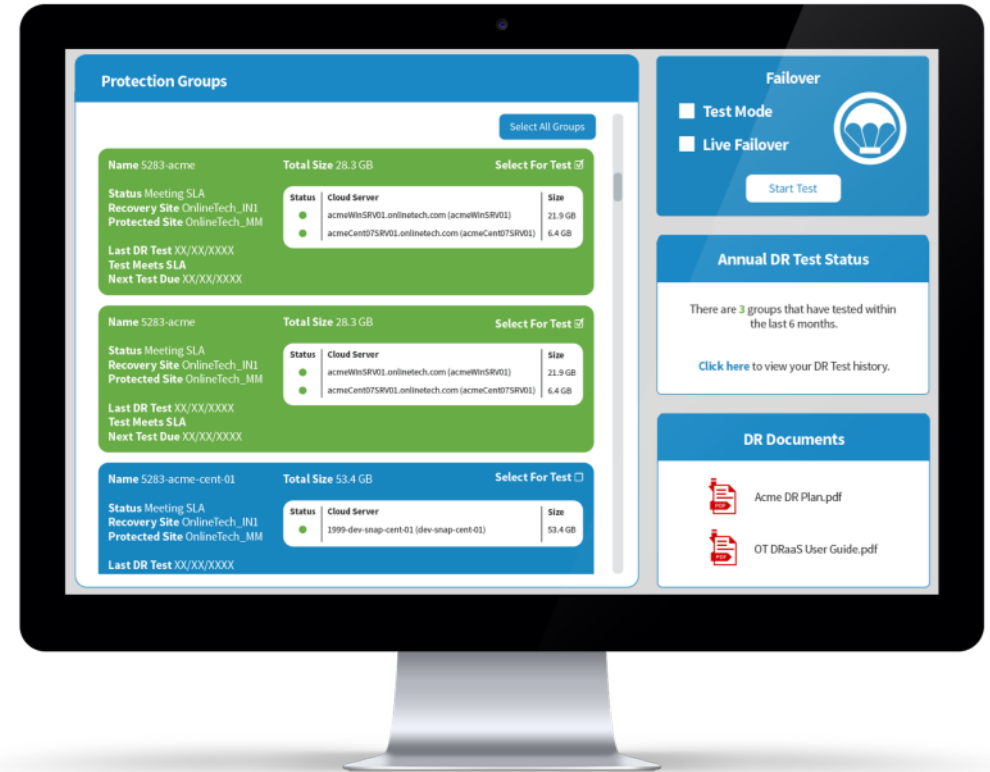 Protection Groups
Select All Groups
Name 5283-acme
Total Size 28.3 GB
Select For Test
Status Meeting SLA
Recovery Site OnlineTech_IN1
Protected Site OnlineTech_MM
Last DR Test XX/XX/XXXX
Test Meets SLA
Next Test Due XX/XX/XXXX
Status Cloud Server Size
acmeWinSRV01.onlinetech.com (acmeWinSRV01) 21.9 GB
acmeCent07SRV01.onlinetech.com (acmeCent07SRV01) 6.4 GB
Name 5283-acme
Total Size 28.3 GB
Select For Test
Status Meeting SLA
Recovery Site OnlineTech_IN1
Protected Site OnlineTech_MM
Last DR Test XX/XX/XXXX
Test Meets SLA
Next Test Due XX/XX/XXXX
Status Cloud Server Size
acmeWinSRV01.onlinetech.com (acmeWinSRV01) 21.9 GB
acmeCent07SRV01.onlinetech.com (acmeCent07SRV01) 6.4 GB
Name 5283-acme-cent-01
Total Size 53.4 GB
Select For Test
Status Meeting SLA
Recovery Site OnlineTech_IN1
Protected Site OnlineTech_MM
Last DR Test XX/XX/XXXX
Status Cloud Server Size
1999-dev-snap-cent-01 (dev-snap-cent-01) 53.4 GB
Failover
Test Mode
Live Failover
Start Test
Annual DR Test Status
There are 3 groups that have tested within
the last 6 months.
Click here to view your DR Test history.
DR Documents
PDF
Acme DR Plan.pdf
PDF
OT DRaaS User Guide.pdf